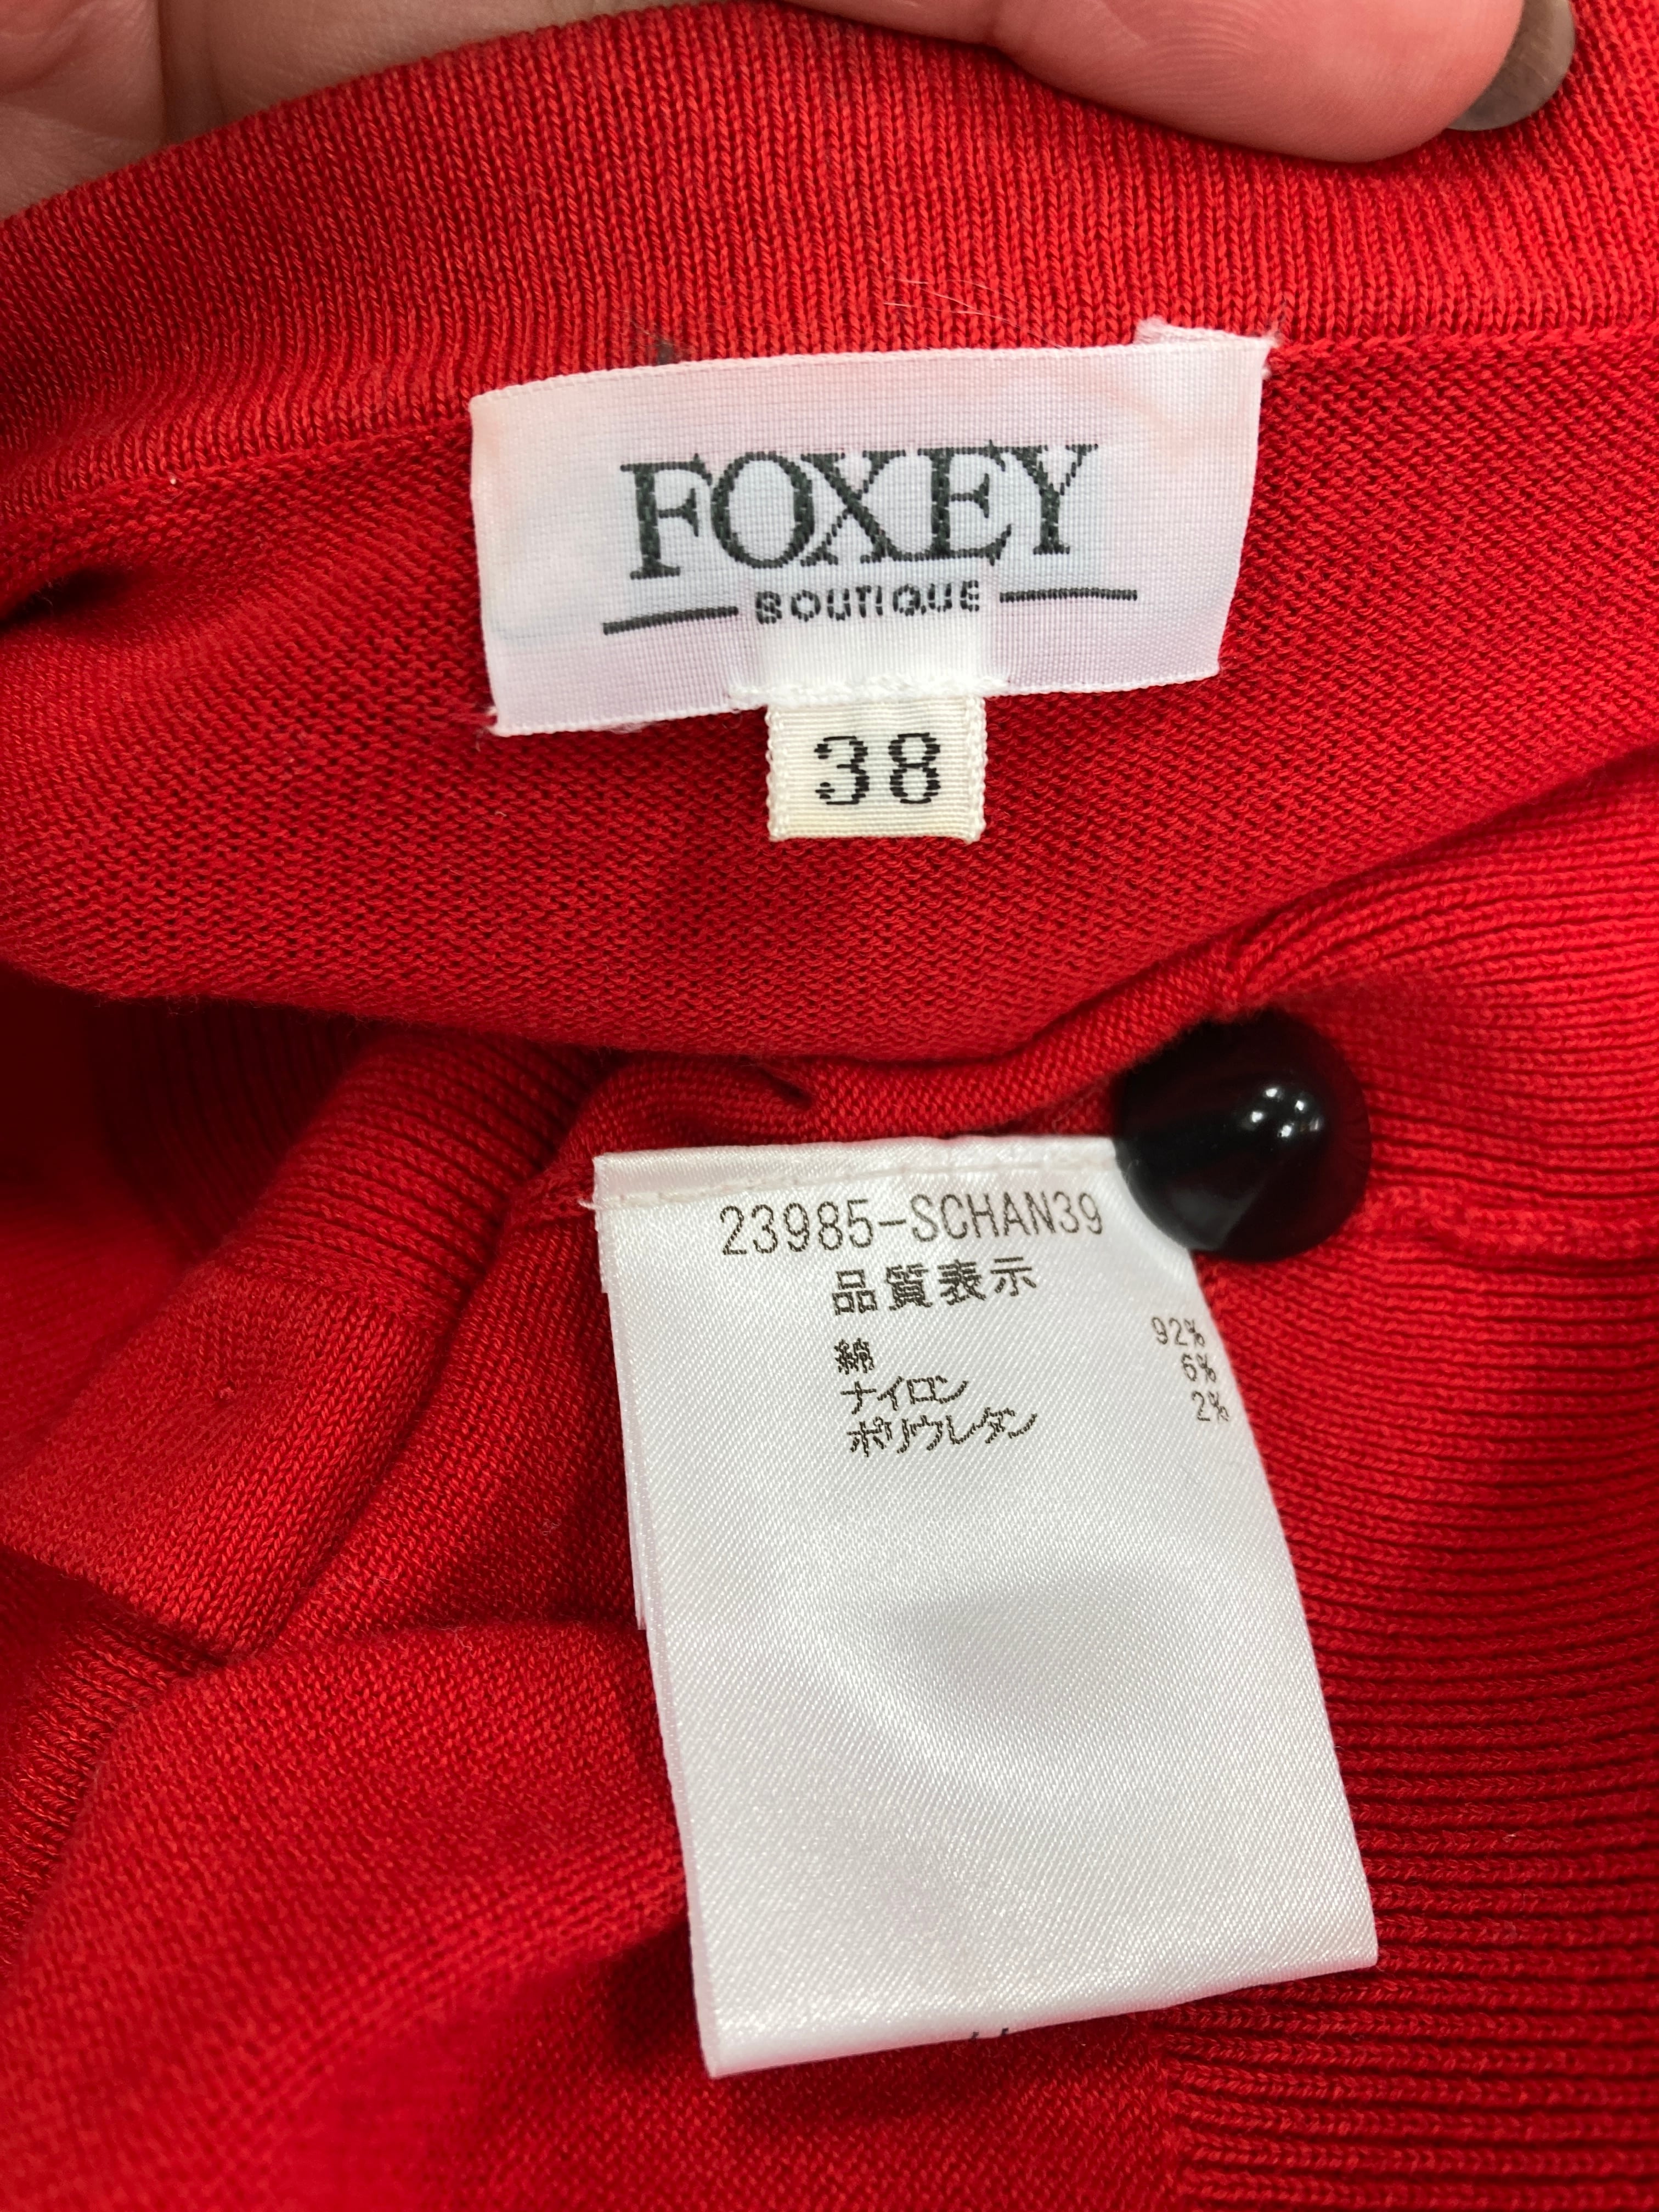 FOXEY
BOUTIQUE
38
23985-SCHAN39
品質表示
綿 92%
ナイロン 6%
ポリウレタン 2%